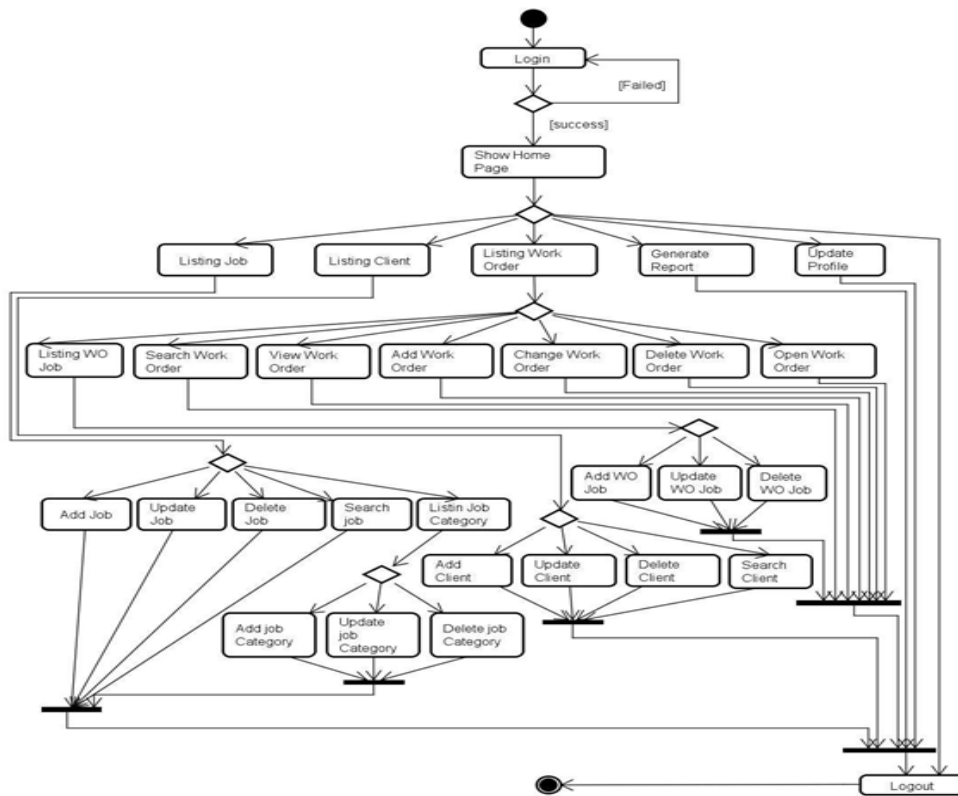 Login
[Failed]
[success]
Show Home
Page
Listing Job
Listing Client
Listing Work
Order
Generate
Report
Update
Profile
Listing WO
Job
Search Work
Order
View Work
Order
Add Work
Order
Change Work
Order
Delete Work
Order
Open Work
Order
Add WO
Job
Update
WO Job
Delete
WO Job
Add Job
Update
Job
Delete
Job
Search
job
Listin Job
Category
Add
Client
Update
Client
Delete
Client
Search
Client
Add job
Category
Update
job
Category
Delete job
Category
Logout